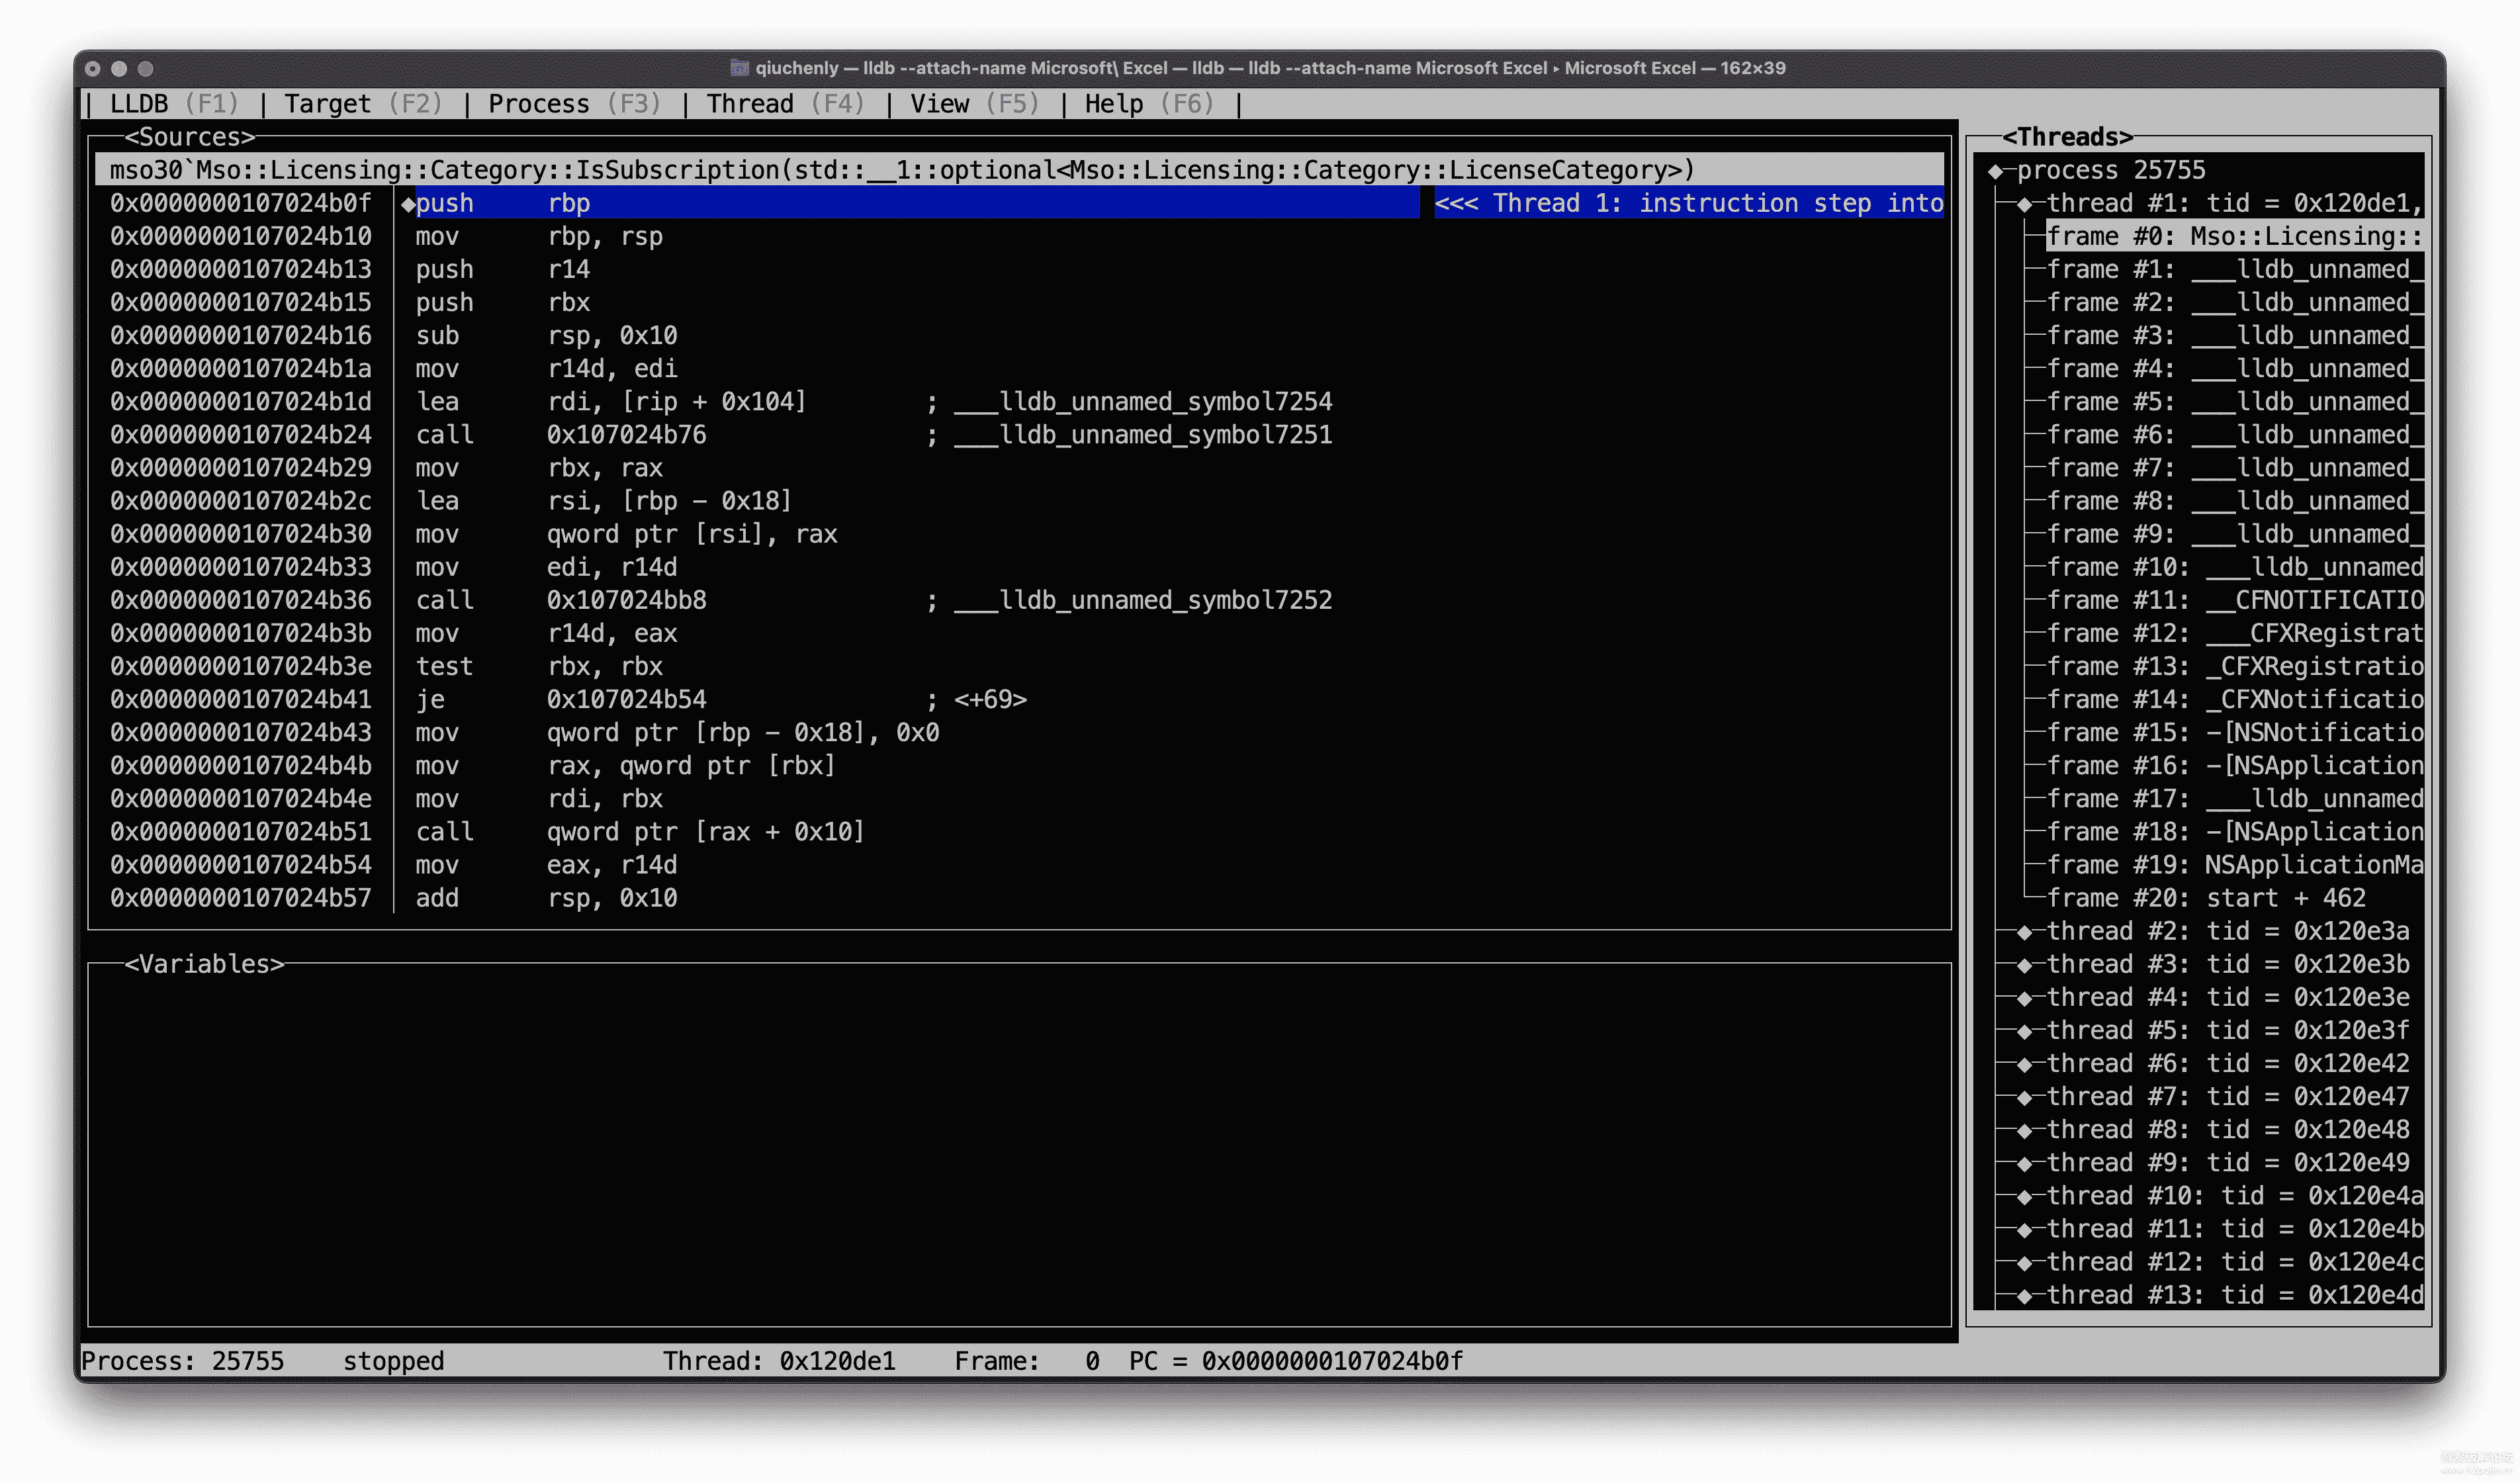 qiuchenly — lldb --attach-name Microsoft\ Excel — lldb — lldb --attach-name Microsoft Excel ▸ Microsoft Excel — 162×39
| LLDB (F1) | Target (F2) | Process (F3) | Thread (F4) | View (F5) | Help (F6) |
<Sources>
mso30`Mso::Licensing::Category::IsSubscription(std::__1::optional<Mso::Licensing::Category::LicenseCategory>)
0x0000000107024b0f ◆push rbp <<< Thread 1: instruction step into
0x0000000107024b10 mov rbp, rsp
0x0000000107024b13 push r14
0x0000000107024b15 push rbx
0x0000000107024b16 sub rsp, 0x10
0x0000000107024b1a mov r14d, edi
0x0000000107024b1d lea rdi, [rip + 0x104] ; ___lldb_unnamed_symbol7254
0x0000000107024b24 call 0x107024b76 ; ___lldb_unnamed_symbol7251
0x0000000107024b29 mov rbx, rax
0x0000000107024b2c lea rsi, [rbp - 0x18]
0x0000000107024b30 mov qword ptr [rsi], rax
0x0000000107024b33 mov edi, r14d
0x0000000107024b36 call 0x107024bb8 ; ___lldb_unnamed_symbol7252
0x0000000107024b3b mov r14d, eax
0x0000000107024b3e test rbx, rbx
0x0000000107024b41 je 0x107024b54 ; <+69>
0x0000000107024b43 mov qword ptr [rbp - 0x18], 0x0
0x0000000107024b4b mov rax, qword ptr [rbx]
0x0000000107024b4e mov rdi, rbx
0x0000000107024b51 call qword ptr [rax + 0x10]
0x0000000107024b54 mov eax, r14d
0x0000000107024b57 add rsp, 0x10
<Variables>
<Threads>
◆process 25755
◆thread #1: tid = 0x120de1,
frame #0: Mso::Licensing::
frame #1: ___lldb_unnamed_
frame #2: ___lldb_unnamed_
frame #3: ___lldb_unnamed_
frame #4: ___lldb_unnamed_
frame #5: ___lldb_unnamed_
frame #6: ___lldb_unnamed_
frame #7: ___lldb_unnamed_
frame #8: ___lldb_unnamed_
frame #9: ___lldb_unnamed_
frame #10: ___lldb_unnamed
frame #11: __CFNOTIFICATIO
frame #12: ___CFXRegistrat
frame #13: _CFXRegistratio
frame #14: _CFXNotificatio
frame #15: -[NSNotificatio
frame #16: -[NSApplication
frame #17: ___lldb_unnamed
frame #18: -[NSApplication
frame #19: NSApplicationMa
frame #20: start + 462
◆thread #2: tid = 0x120e3a
◆thread #3: tid = 0x120e3b
◆thread #4: tid = 0x120e3e
◆thread #5: tid = 0x120e3f
◆thread #6: tid = 0x120e42
◆thread #7: tid = 0x120e47
◆thread #8: tid = 0x120e48
◆thread #9: tid = 0x120e49
◆thread #10: tid = 0x120e4a
◆thread #11: tid = 0x120e4b
◆thread #12: tid = 0x120e4c
◆thread #13: tid = 0x120e4d
Process: 25755 stopped Thread: 0x120de1 Frame: 0 PC = 0x0000000107024b0f